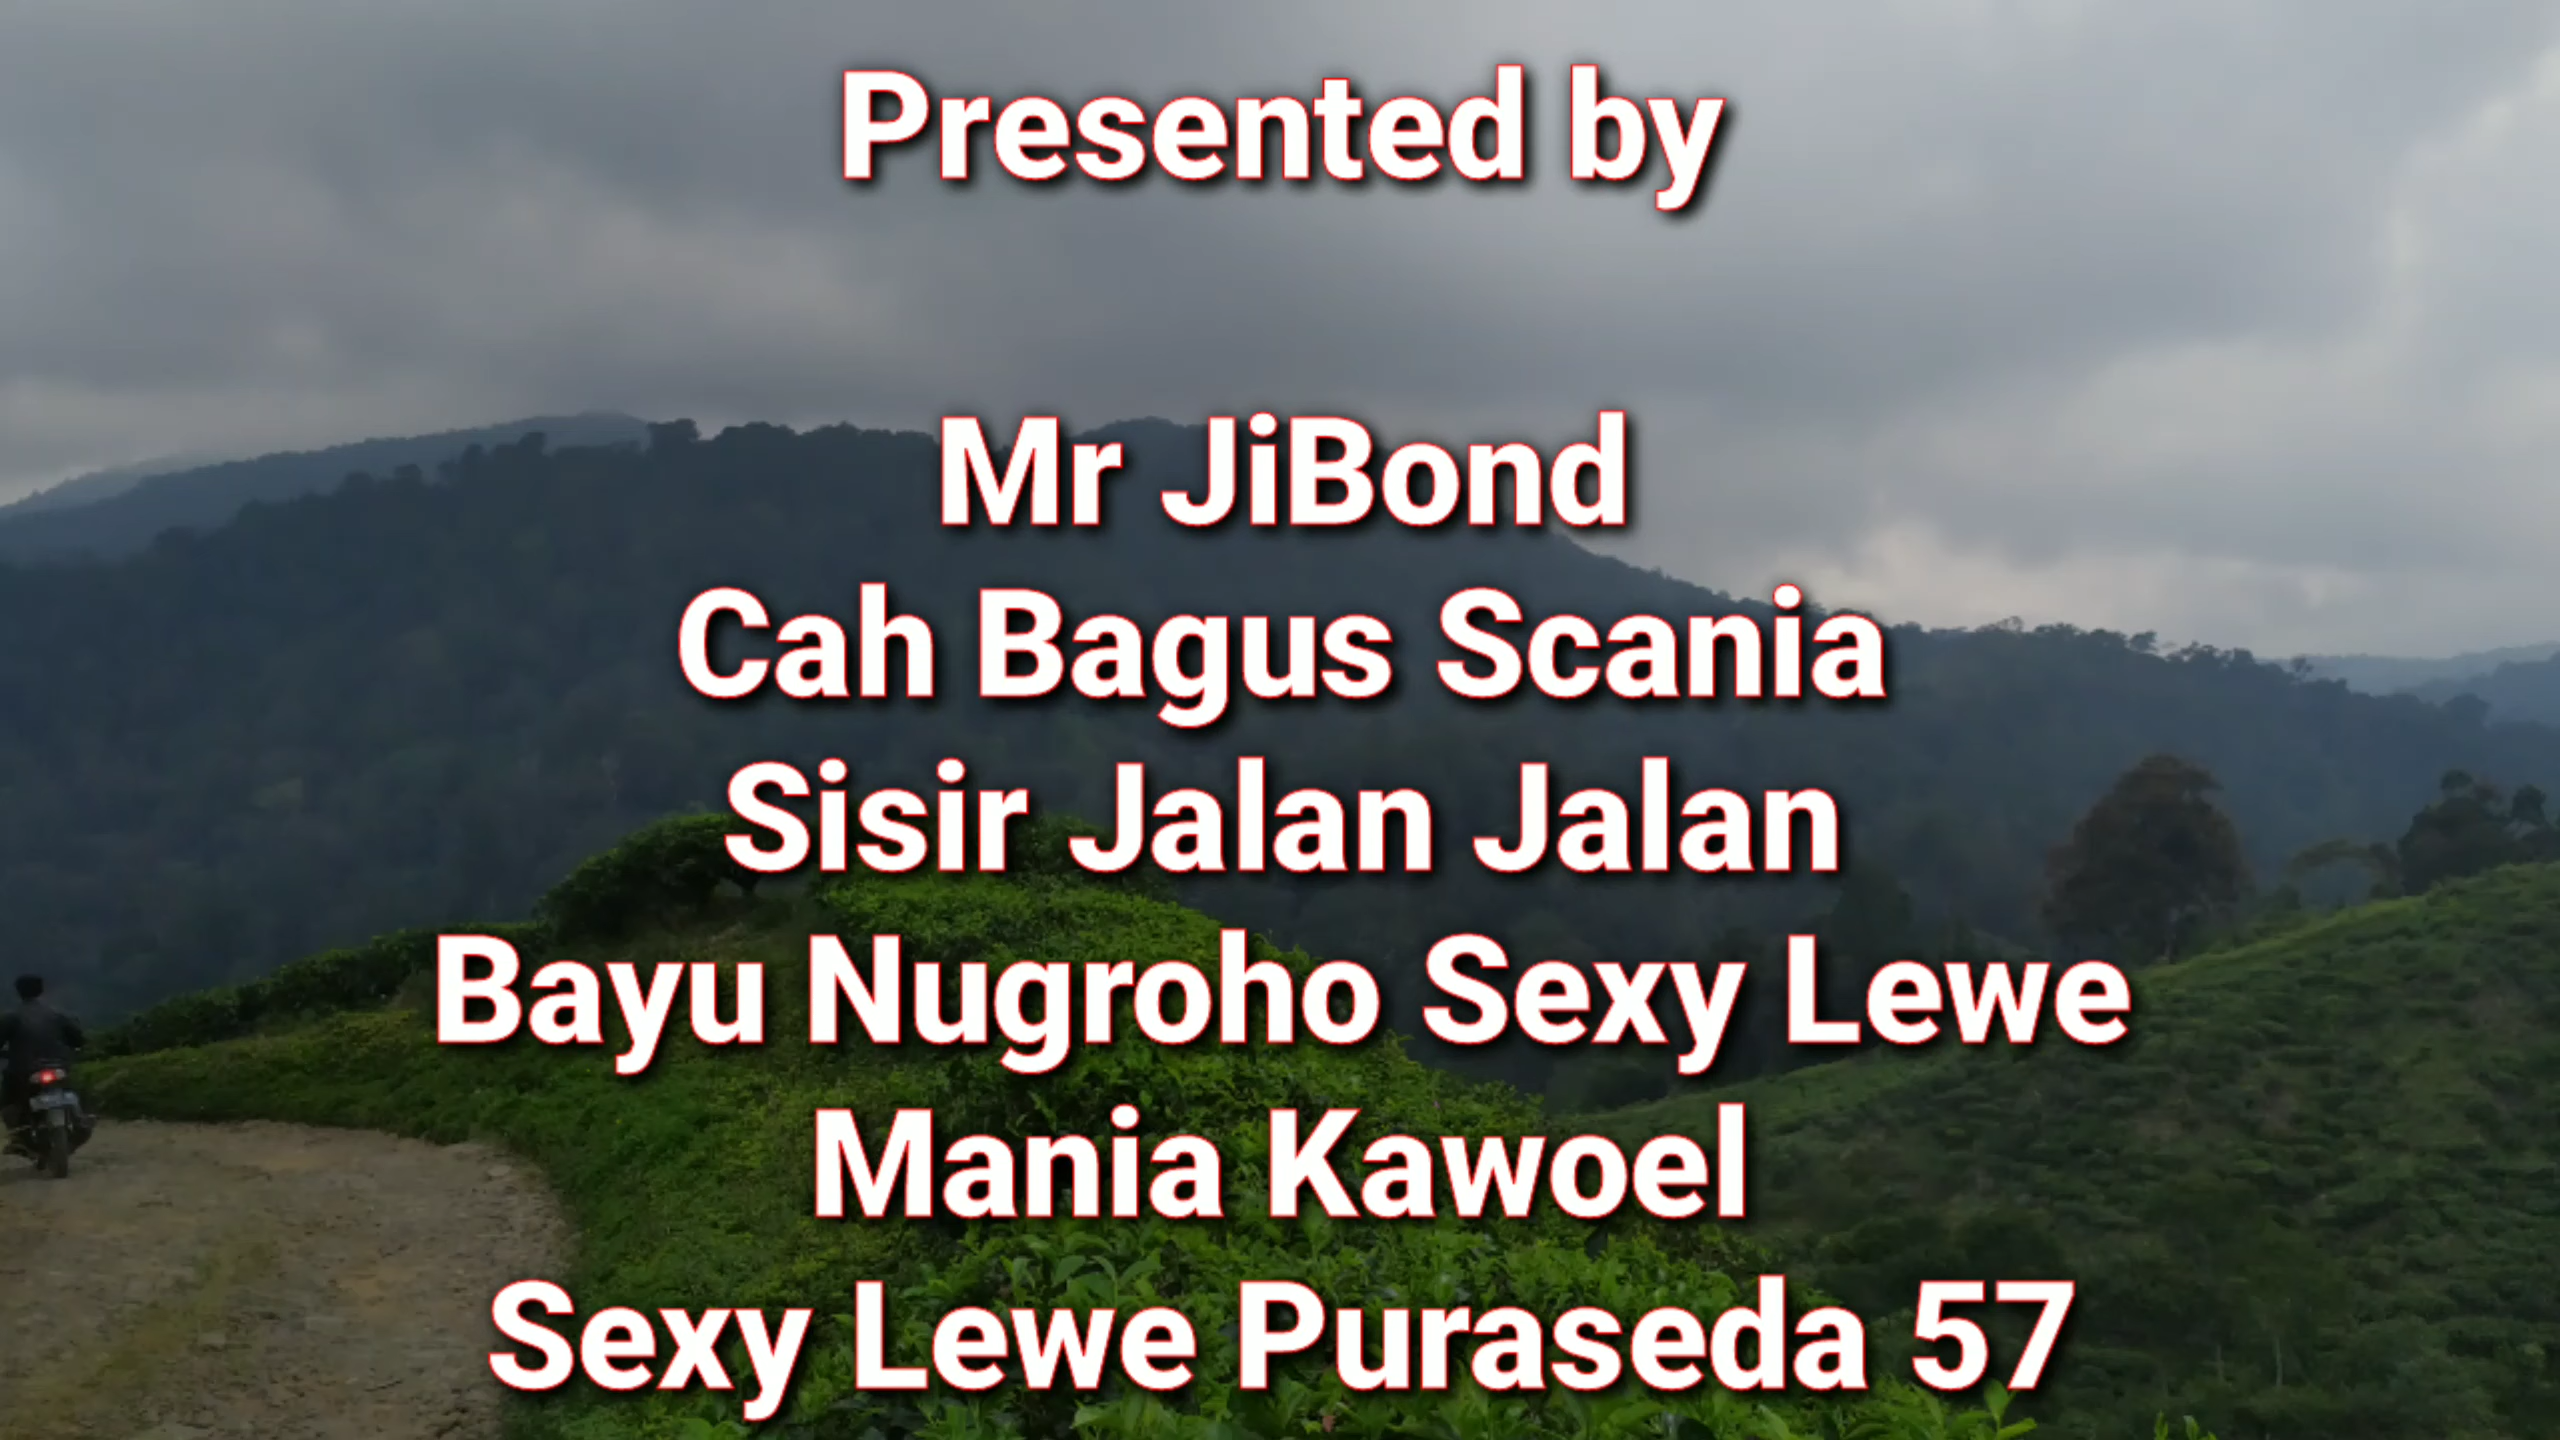 Presented by
Mr JiBond
Cah Bagus Scania
Sisir Jalan Jalan
Bayu Nugroho Sexy Lewe
Mania Kawoel
Sexy Lewe Puraseda 57